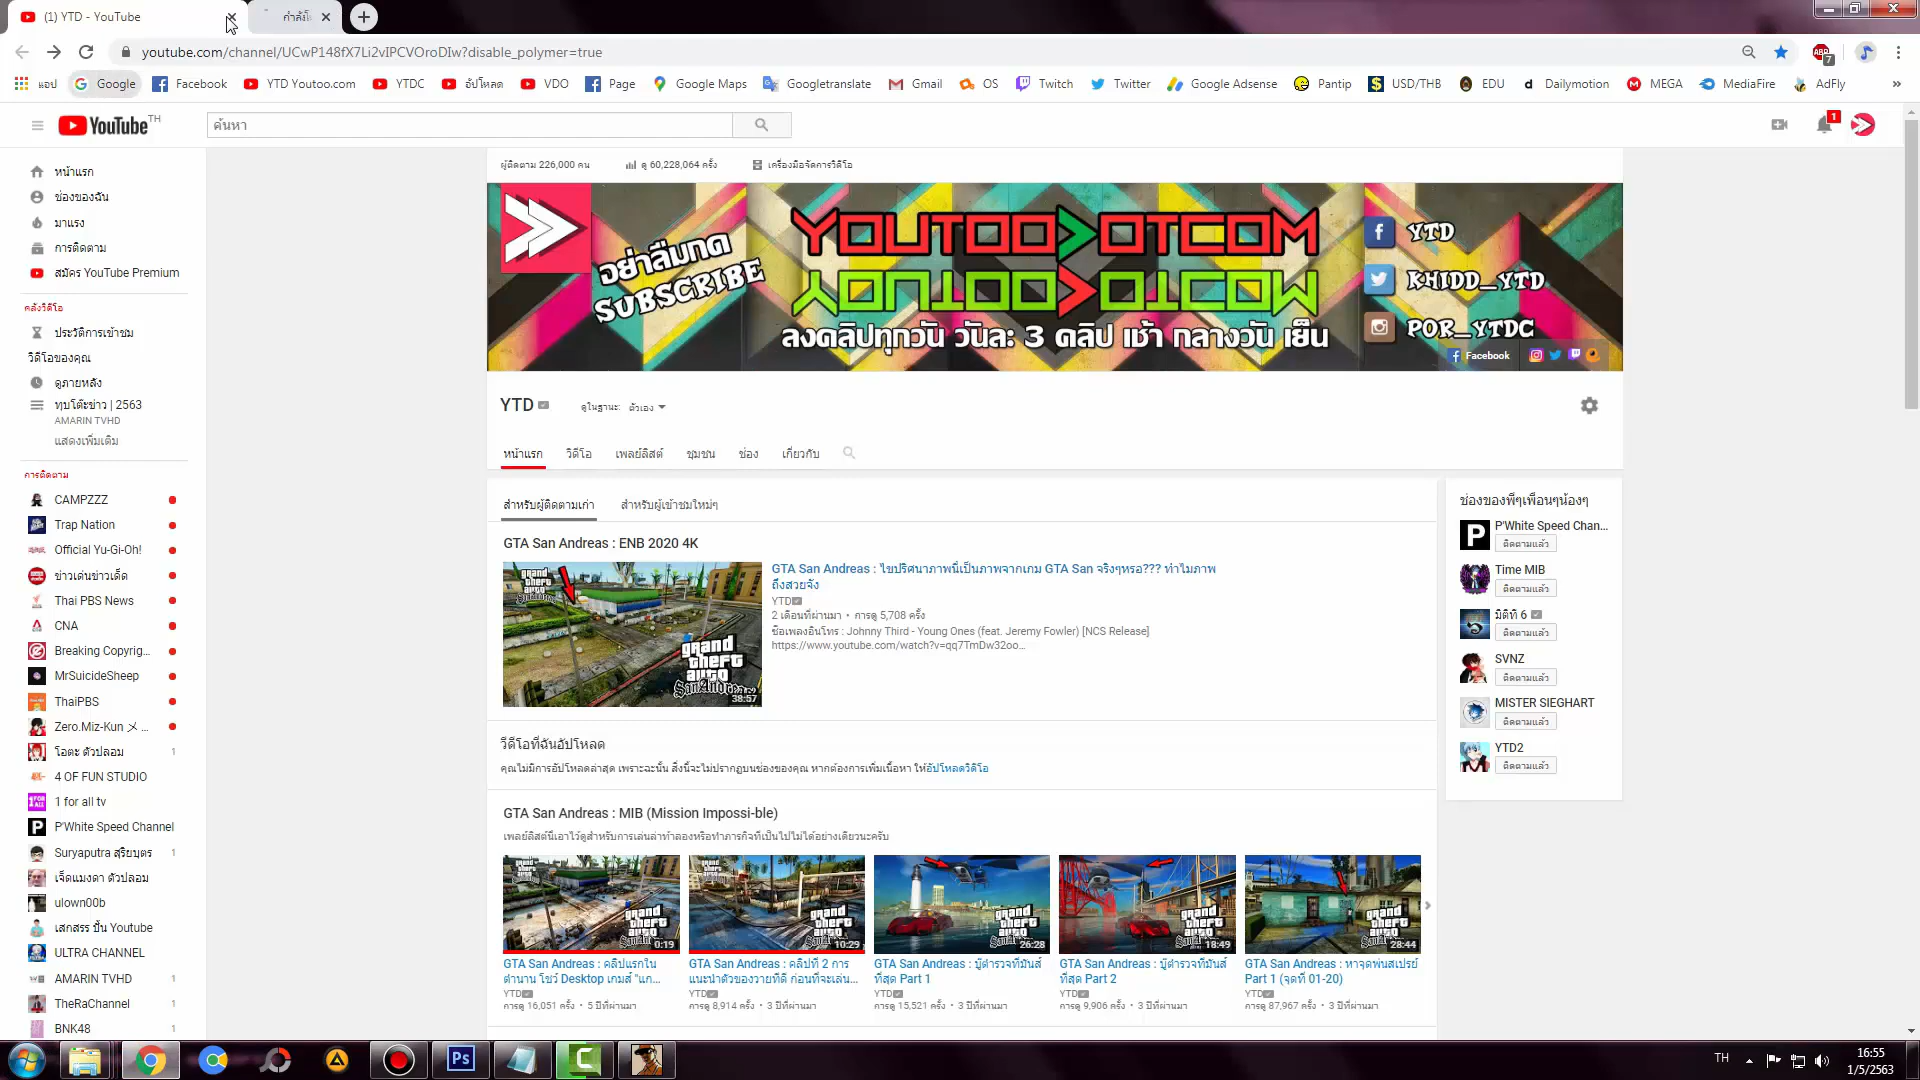 (1) YTD - YouTube
youtube.com/channel/UCwP148fX7Li2vIPCVOroDIw?disable_polymer=true
แอป Google Facebook YTD Youtoo.com YTDC อัปโหลด VDO Page Google Maps Googletranslate Gmail OS Twitch Twitter Google Adsense Pantip USD/THB EDU Dailymotion MEGA MediaFire AdFly »
YouTube TH
ค้นหา
1
หน้าแรก
ช่องของฉัน
มาแรง
การติดตาม
สมัคร YouTube Premium
คลังวิดีโอ
ประวัติการเข้าชม
วิดีโอของคุณ
ดูภายหลัง
ทุบโต๊ะข่าว | 2563
AMARIN TVHD
แสดงเพิ่มเติม
การติดตาม
CAMPZZZ
Trap Nation
Official Yu-Gi-Oh!
ข่าวเด่นข่าวเด็ด
Thai PBS News
CNA
Breaking Copyrig...
MrSuicideSheep
ThaiPBS
Zero.Miz-Kun メ ...
โอตะ ตัวปลอม 1
4 OF FUN STUDIO
1 for all tv
P'White Speed Channel
Suryaputra สุริยบุตร 1
เจ็ดแมงดา ตัวปลอม
ulown00b
เสกสรร ปั้น Youtube
ULTRA CHANNEL
AMARIN TVHD 1
TheRaChannel 1
BNK48 1
ผู้ติดตาม 226,000 คน ดู 60,228,064 ครั้ง เครื่องมือจัดการวิดีโอ
อย่าลืมกด
SUBSCRIBE
YOUTOO>OTCOM
ลงคลิปทุกวัน วันละ 3 คลิป เช้า กลางวัน เย็น
YTD
KHIDD_YTD
POR_YTDC
Facebook
YTD
ดูในฐานะ: ตัวเอง
หน้าแรก วิดีโอ เพลย์ลิสต์ ชุมชน ช่อง เกี่ยวกับ
สำหรับผู้ติดตามเก่า สำหรับผู้เข้าชมใหม่ๆ
GTA San Andreas : ENB 2020 4K
grand theft auto San Andreas
38:57
GTA San Andreas : ไขปริศนาภาพนี้เป็นภาพจากเกม GTA San จริงๆหรอ??? ทำไมภาพ
ถึงสวยจัง
YTD
2 เดือนที่ผ่านมา • การดู 5,708 ครั้ง
ชื่อเพลงอินโทร : Johnny Third - Young Ones (feat. Jeremy Fowler) [NCS Release]
https://www.youtube.com/watch?v=qq7TmDw32oo...
วิดีโอที่ฉันอัปโหลด
คุณไม่มีการอัปโหลดล่าสุด เพราะฉะนั้น สิ่งนี้จะไม่ปรากฏบนช่องของคุณ หากต้องการเพิ่มเนื้อหา ให้อัปโหลดวิดีโอ
GTA San Andreas : MIB (Mission Impossi-ble)
เพลย์ลิสต์นี้เอาไว้ดูสำหรับการเล่นล่าท้าลองหรือทำภารกิจที่เป็นไปไม่ได้อย่างเดียวนะครับ
0:19
10:29
26:28
18:49
28:44
GTA San Andreas : คลิปแรกใน
ตำนาน โชว์ Desktop เกมส์ "แก...
YTD
การดู 16,051 ครั้ง • 5 ปีที่ผ่านมา
GTA San Andreas : คลิปที่ 2 การ
แนะนำตัวของวายทีดี ก่อนที่จะเล่น...
YTD
การดู 8,914 ครั้ง • 3 ปีที่ผ่านมา
GTA San Andreas : บู๊ตำรวจที่มันส์
ที่สุด Part 1
YTD
การดู 15,521 ครั้ง • 3 ปีที่ผ่านมา
GTA San Andreas : บู๊ตำรวจที่มันส์
ที่สุด Part 2
YTD
การดู 9,906 ครั้ง • 3 ปีที่ผ่านมา
GTA San Andreas : หาจุดพ่นสเปรย์
Part 1 (จุดที่ 01-20)
YTD
การดู 87,967 ครั้ง • 3 ปีที่ผ่านมา
ช่องของพี่ๆเพื่อนๆน้องๆ
P'White Speed Chan...
ติดตามแล้ว
Time MIB
ติดตามแล้ว
มิติที่ 6
ติดตามแล้ว
SVNZ
ติดตามแล้ว
MISTER SIEGHART
ติดตามแล้ว
YTD2
ติดตามแล้ว
TH
16:55
1/5/2563